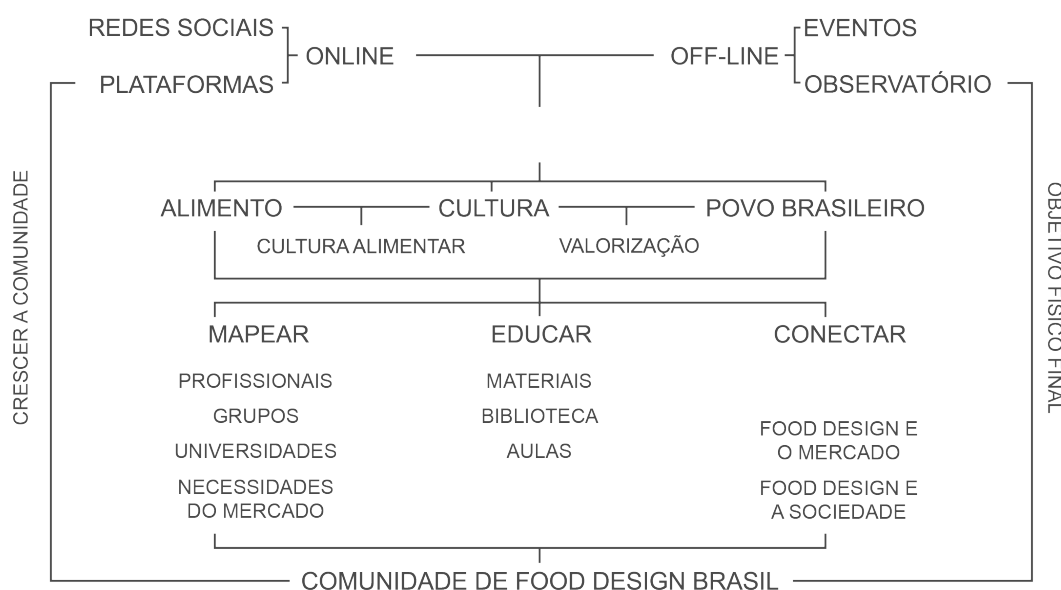 REDES SOCIAIS
ONLINE
PLATAFORMAS
OFF-LINE
EVENTOS
OBSERVATÓRIO
CRESCER A COMUNIDADE
OBJETIVO FÍSICO FINAL
ALIMENTO
CULTURA
POVO BRASILEIRO
CULTURA ALIMENTAR
VALORIZAÇÃO
MAPEAR
EDUCAR
CONECTAR
PROFISSIONAIS
GRUPOS
UNIVERSIDADES
NECESSIDADES
DO MERCADO
MATERIAIS
BIBLIOTECA
AULAS
FOOD DESIGN E
O MERCADO
FOOD DESIGN E
A SOCIEDADE
COMUNIDADE DE FOOD DESIGN BRASIL